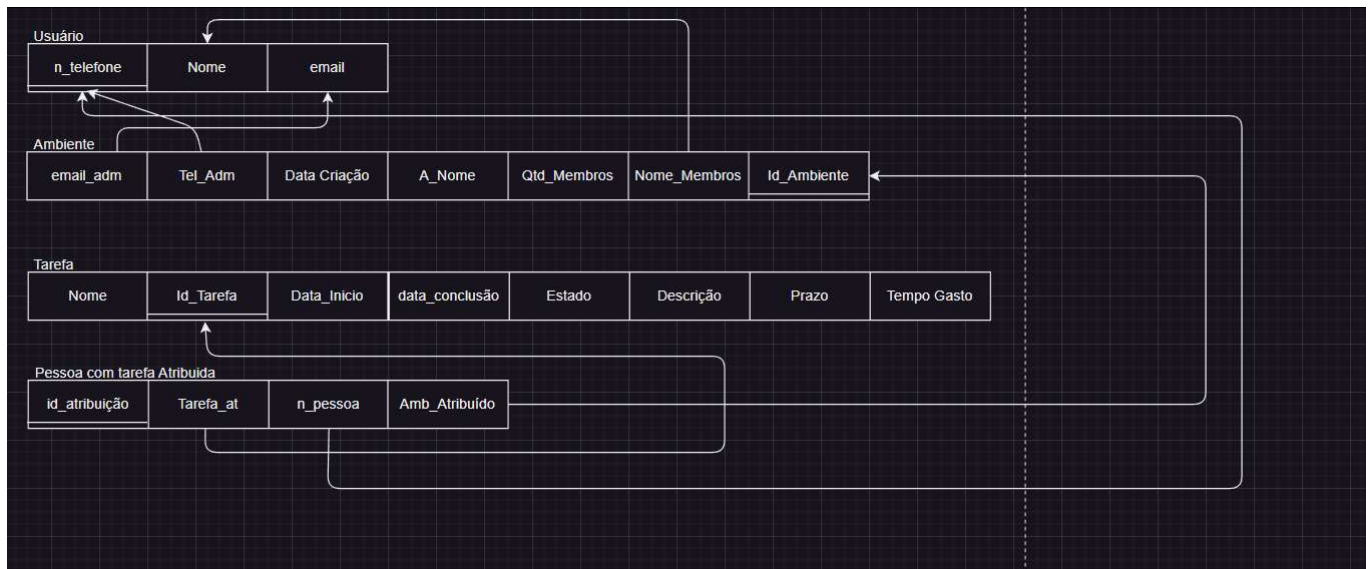 Usuário
n_telefone Nome email
Ambiente
email_adm Tel_Adm Data Criação A_Nome Qtd_Membros Nome_Membros Id_Ambiente
Tarefa
Nome Id_Tarefa Data_Inicio data_conclusão Estado Descrição Prazo Tempo Gasto
Pessoa com tarefa Atribuida
id_atribuição Tarefa_at n_pessoa Amb_Atribuído